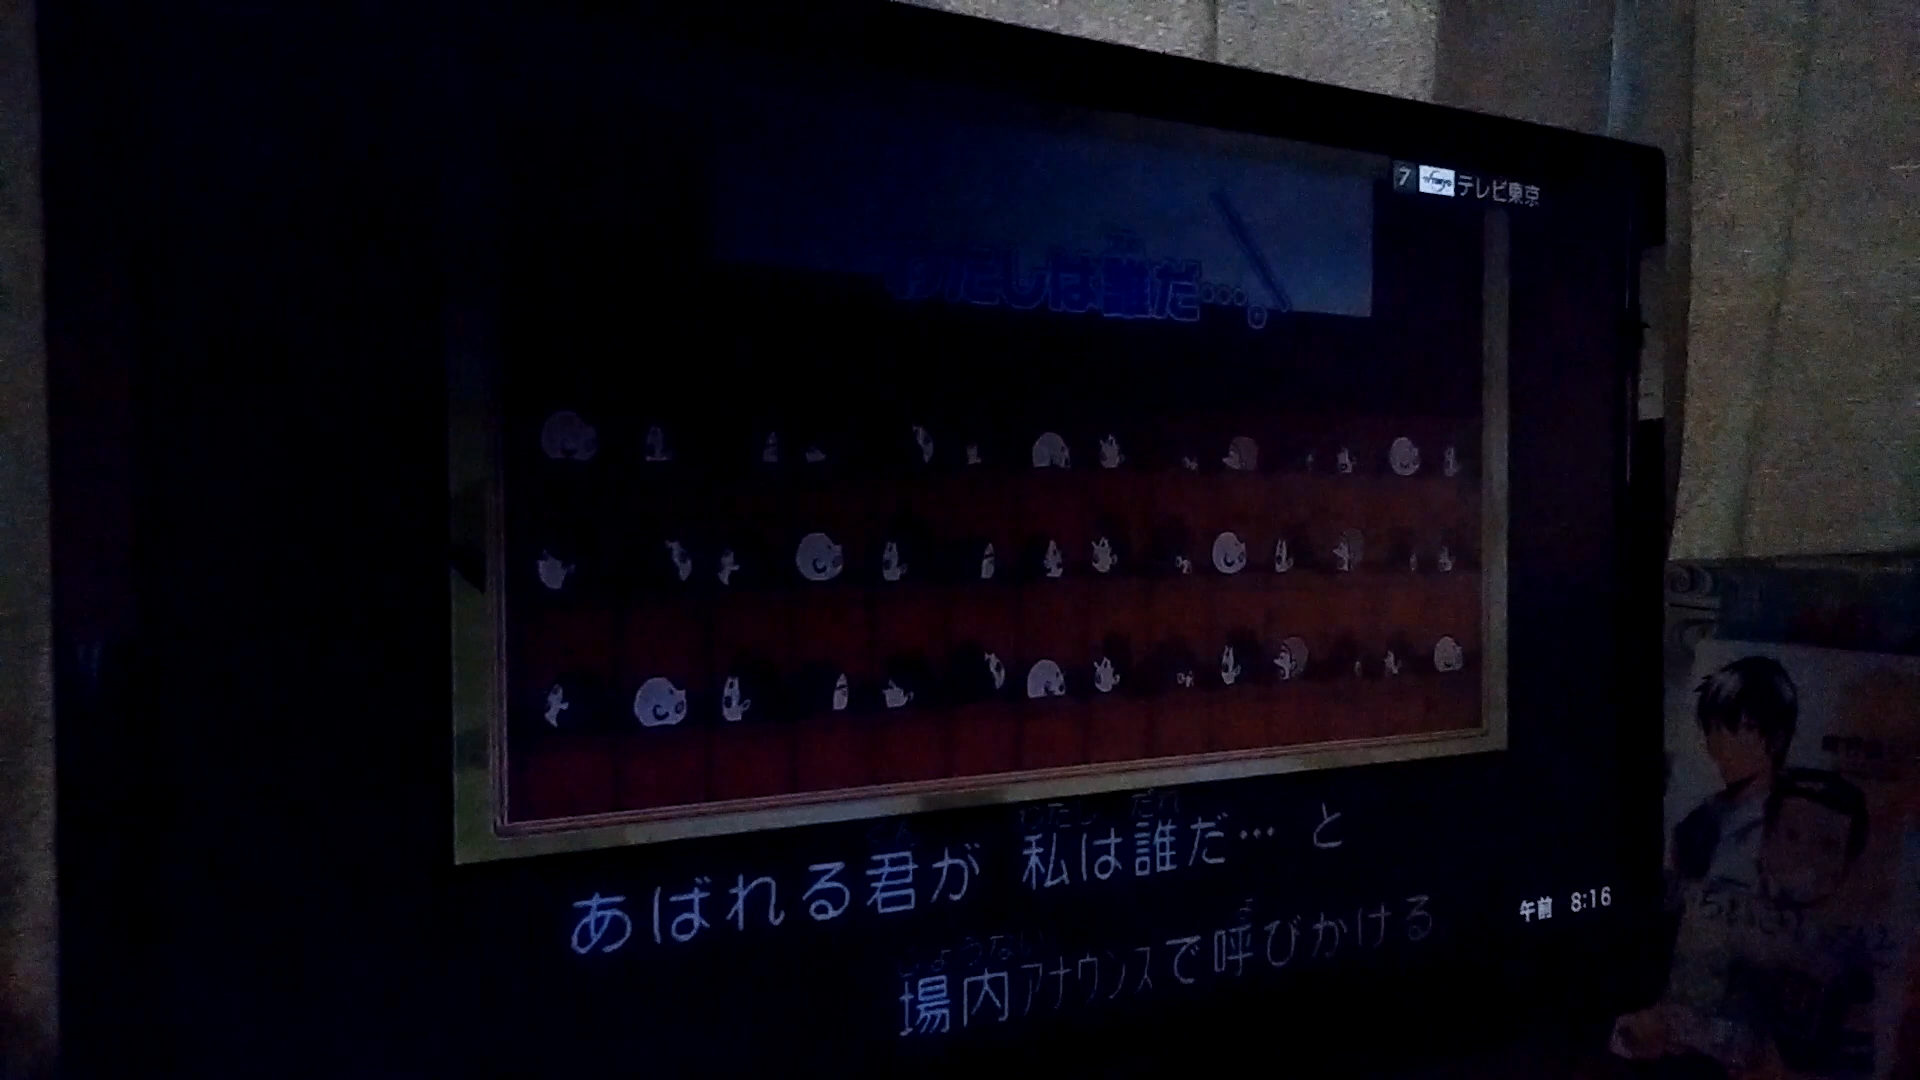 7 テレビ東京
わたしは誰だ…。
あばれる君が 私は誰だ… と
場内アナウンスで呼びかける
午前 8:16